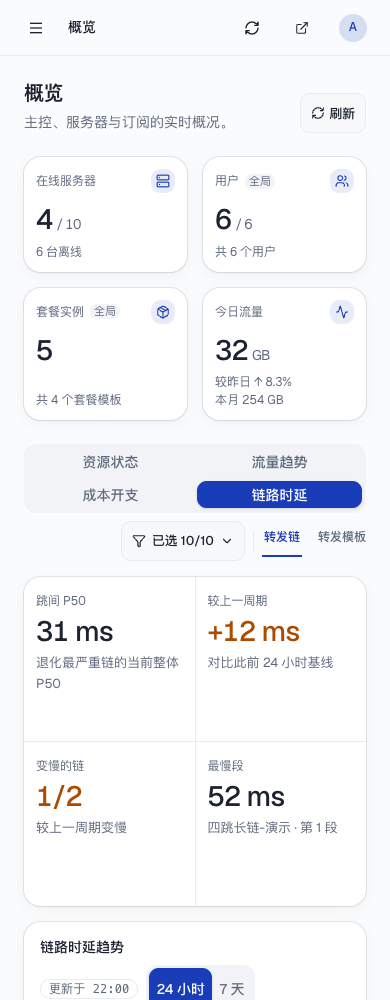 概览
A
概览
主控、服务器与订阅的实时概况。
刷新
在线服务器
4 / 10
6 台离线
用户 全局
6 / 6
共 6 个用户
套餐实例 全局
5
共 4 个套餐模板
今日流量
32 GB
较昨日 ↑ 8.3%
本月 254 GB
资源状态
流量趋势
成本开支
链路时延
已选 10/10
转发链
转发模板
跳间 P50
31 ms
退化最严重链的当前整体
P50
较上一周期
+12 ms
对比此前 24 小时基线
变慢的链
1/2
较上一周期变慢
最慢段
52 ms
四跳长链-演示 · 第 1 段
链路时延趋势
更新于 22:00
24 小时
7 天